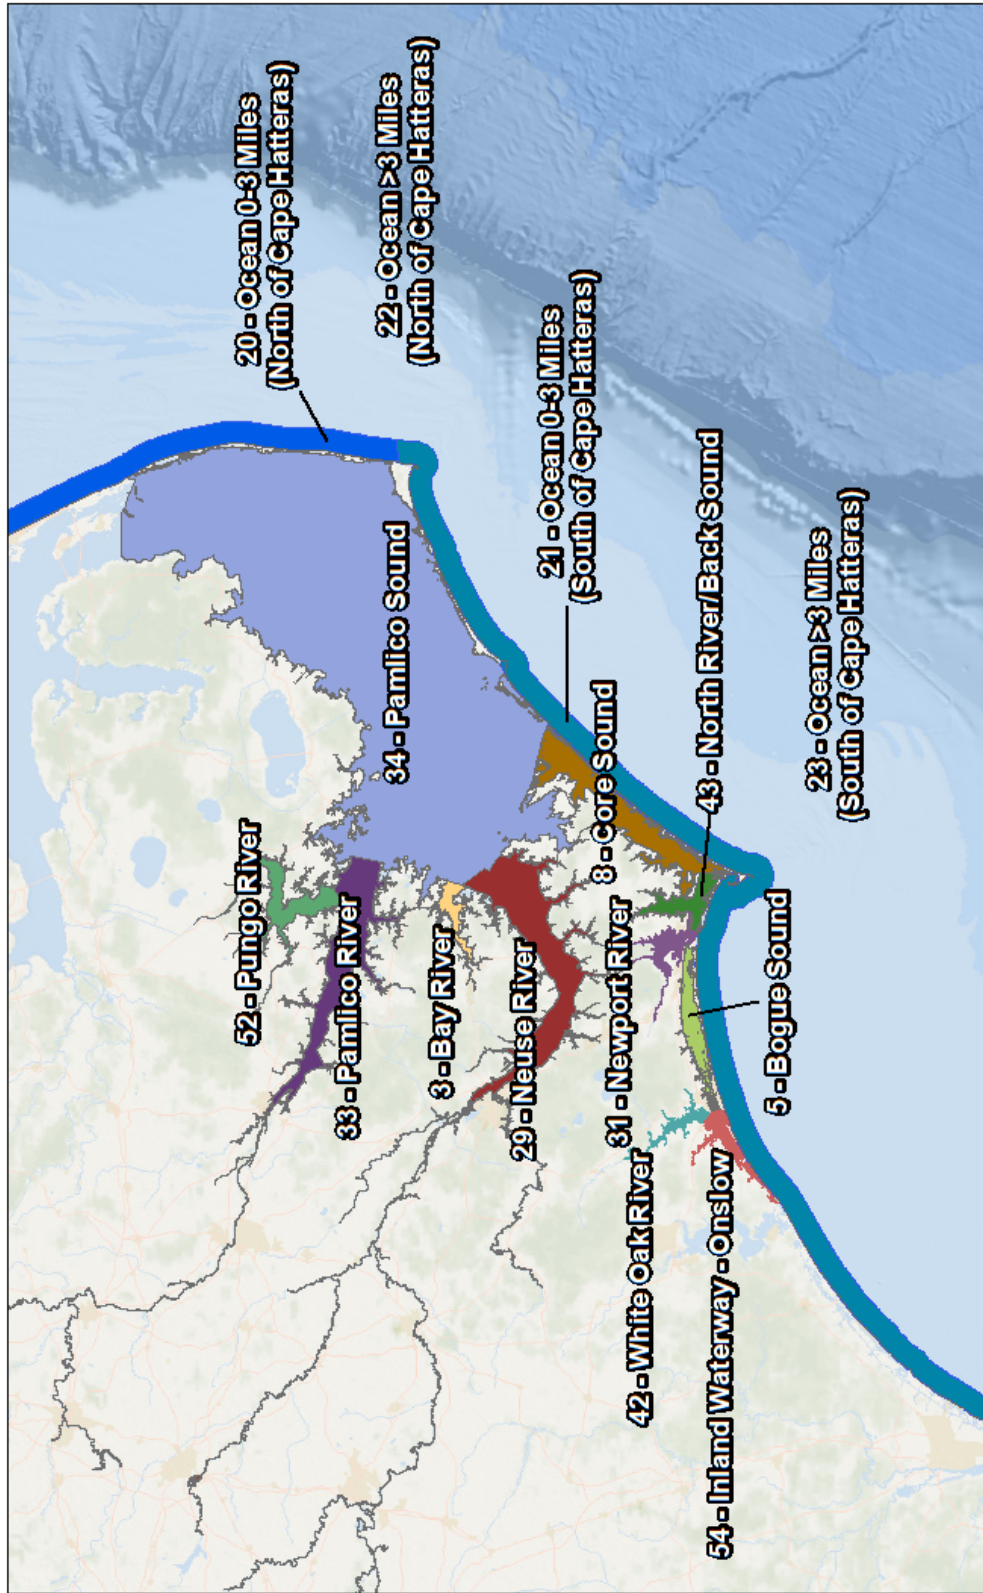 20 - Ocean 0-3 Miles
(North of Cape Hatteras)
22 - Ocean >3 Miles
(North of Cape Hatteras)
52 - Pungo River
33 - Pamlico River
34 - Pamlico Sound
3 - Bay River
29 - Neuse River
21 - Ocean 0-3 Miles
(South of Cape Hatteras)
8 - Core Sound
31 - Newport River
42 - White Oak River
43 - North River/Back Sound
54 - Inland Waterway - Onslow
5 - Bogue Sound
23 - Ocean >3 Miles
(South of Cape Hatteras)